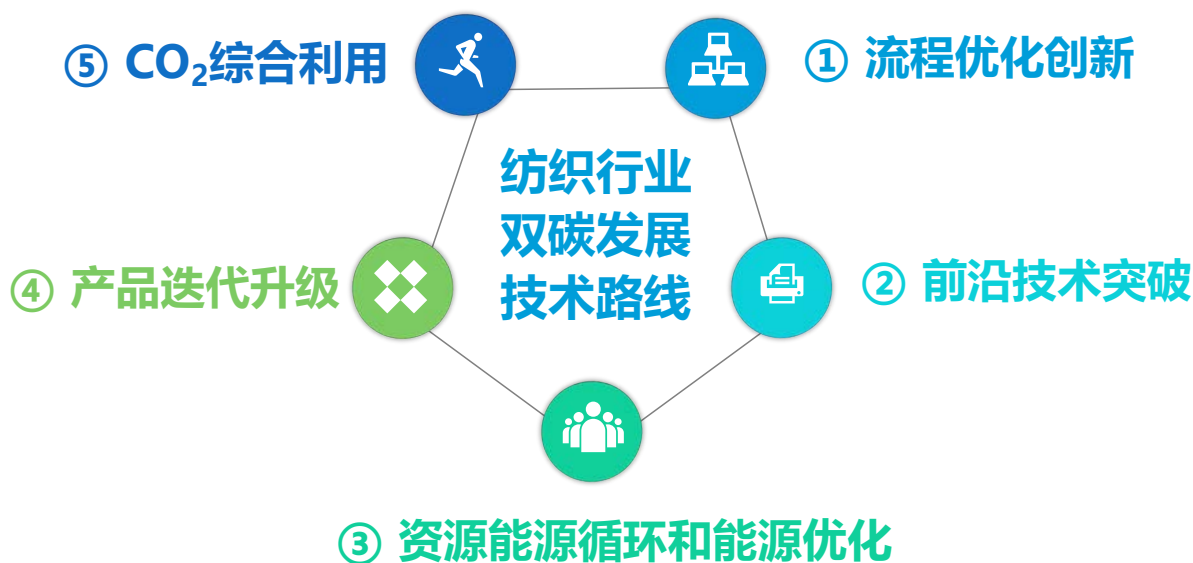 ⑤ CO₂综合利用
① 流程优化创新
纺织行业
双碳发展
技术路线
④ 产品迭代升级
② 前沿技术突破
③ 资源能源循环和能源优化